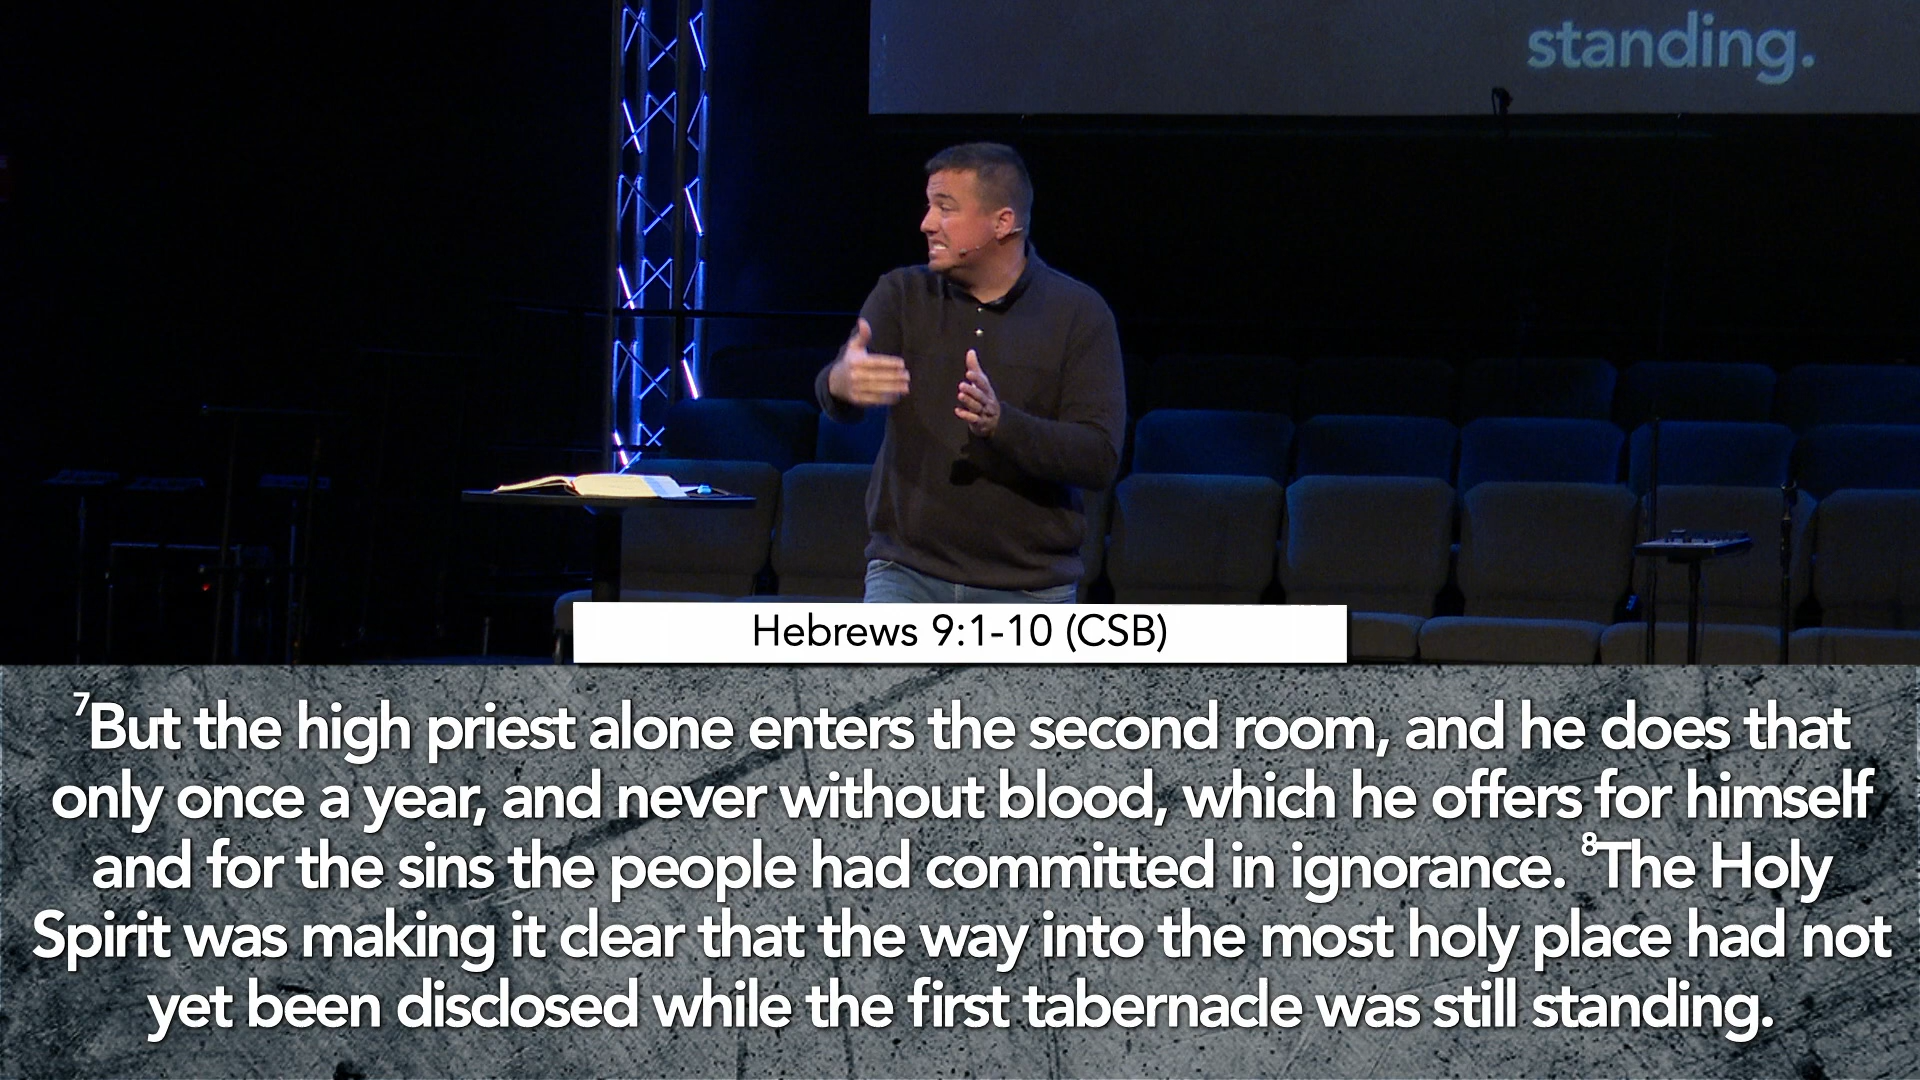 standing.
Hebrews 9:1-10 (CSB)
⁷But the high priest alone enters the second room, and he does that
only once a year, and never without blood, which he offers for himself
and for the sins the people had committed in ignorance. ⁸The Holy
Spirit was making it clear that the way into the most holy place had not
yet been disclosed while the first tabernacle was still standing.